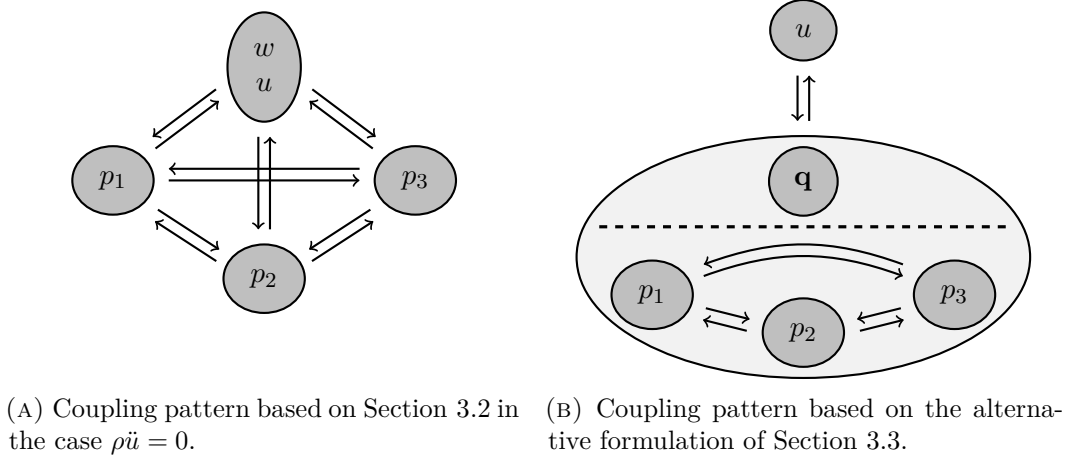 w
u
p₁
p₃
p₂
u
q
p₁
p₂
p₃
(A) Coupling pattern based on Section 3.2 in
the case ρü = 0.
(B) Coupling pattern based on the alterna-
tive formulation of Section 3.3.